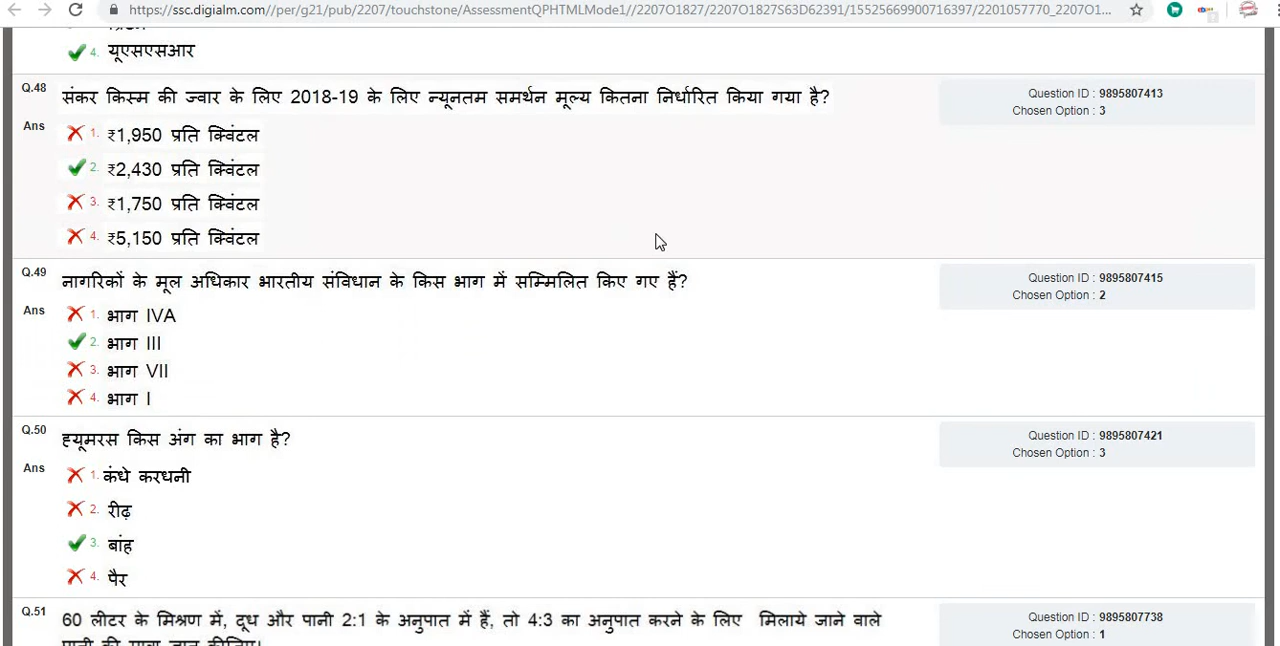 https://ssc.digialm.com//per/g21/pub/2207/touchstone/AssessmentQPHTMLMode1//2207O1827/2207O1827S63D62391/15525669900716397/2201057770_2207O1...
4. यूएसएसआर
Q.48 संकर किस्म की ज्वार के लिए 2018-19 के लिए न्यूनतम समर्थन मूल्य कितना निर्धारित किया गया है?
Question ID : 9895807413
Chosen Option : 3
Ans 1. ₹1,950 प्रति क्विंटल
2. ₹2,430 प्रति क्विंटल
3. ₹1,750 प्रति क्विंटल
4. ₹5,150 प्रति क्विंटल
Q.49 नागरिकों के मूल अधिकार भारतीय संविधान के किस भाग में सम्मिलित किए गए हैं?
Question ID : 9895807415
Chosen Option : 2
Ans 1. भाग IVA
2. भाग III
3. भाग VII
4. भाग I
Q.50 ह्यूमरस किस अंग का भाग है?
Question ID : 9895807421
Chosen Option : 3
Ans 1. कंधे करधनी
2. रीढ़
3. बांह
4. पैर
Q.51 60 लीटर के मिश्रण में, दूध और पानी 2:1 के अनुपात में हैं, तो 4:3 का अनुपात करने के लिए मिलाये जाने वाले
Question ID : 9895807738
Chosen Option : 1